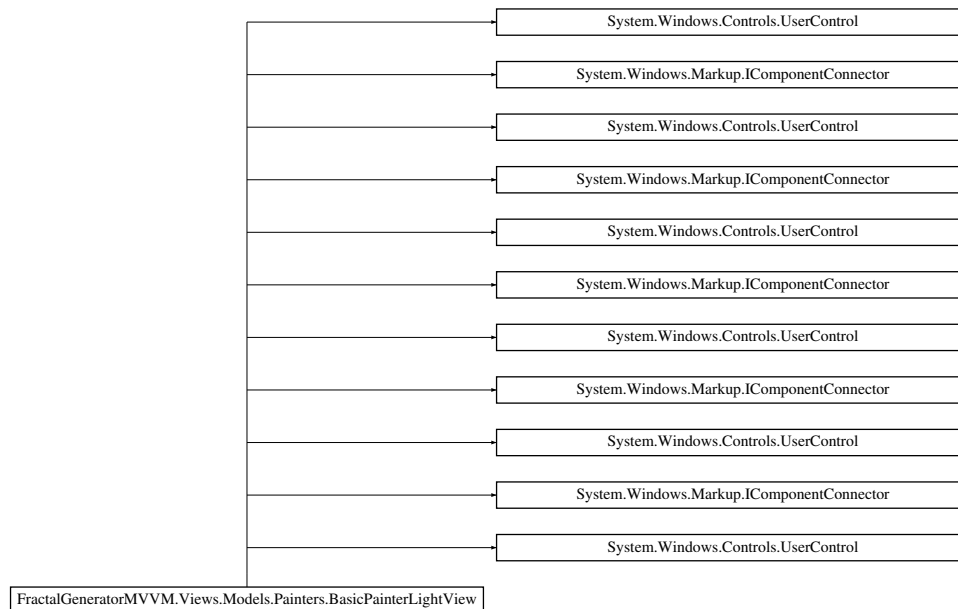 System.Windows.Controls.UserControl
System.Windows.Markup.IComponentConnector
System.Windows.Controls.UserControl
System.Windows.Markup.IComponentConnector
System.Windows.Controls.UserControl
System.Windows.Markup.IComponentConnector
System.Windows.Controls.UserControl
System.Windows.Markup.IComponentConnector
System.Windows.Controls.UserControl
System.Windows.Markup.IComponentConnector
System.Windows.Controls.UserControl
FractalGeneratorMVVM.Views.Models.Painters.BasicPainterLightView